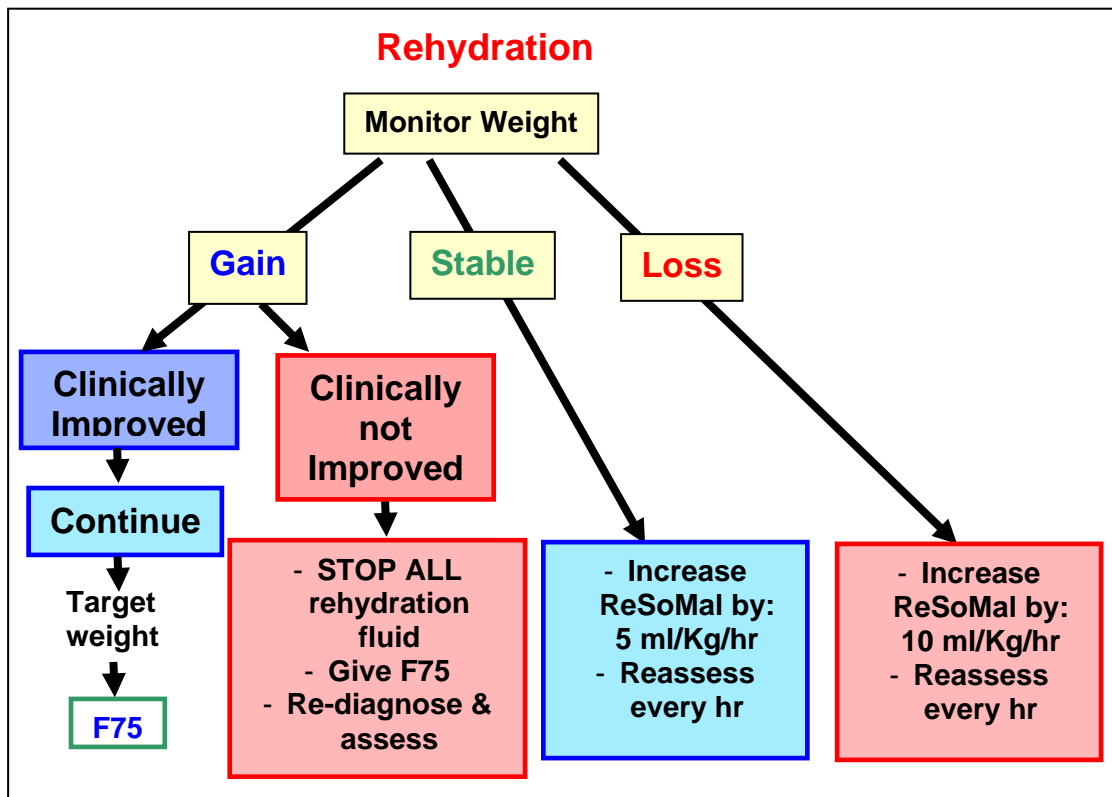 Rehydration
Monitor Weight
Gain
Stable
Loss
Clinically
Improved
Clinically
not
Improved
Continue
Target
weight
F75
- STOP ALL
rehydration
fluid
- Give F75
- Re-diagnose &
assess
- Increase
ReSoMal by:
5 ml/Kg/hr
- Reassess
every hr
- Increase
ReSoMal by:
10 ml/Kg/hr
- Reassess
every hr